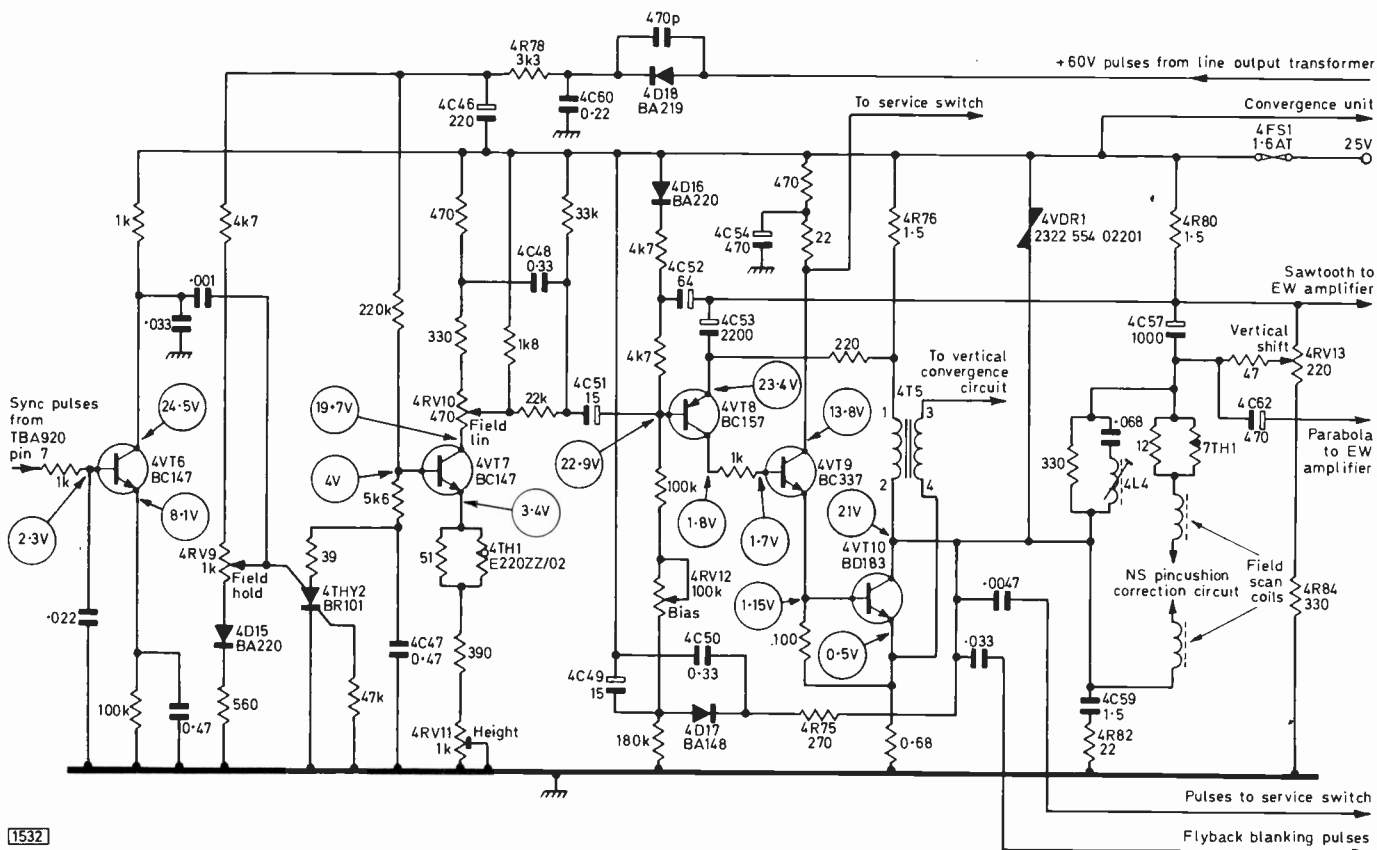 470p
4R78
3k3
+60V pulses from line output transformer
4C46
220
4C60
0·22
4D18
BA219
To service switch
Convergence unit
4FS1
1·6AT
25V
1k
4k7
470
33k
4D16
BA220
470
4C54
470
22
4R76
1·5
4VDR1
2322 554 02201
4R80
1·5
4C48
0·33
4k7
4C52
64
·001
·033
220k
330
1k8
4C53
2200
Sawtooth to
EW amplifier
4C57
1000
Vertical
shift
4RV13
220
47
4k7
220
To vertical
convergence
circuit
24·5V
19·7V
4RV10
470
Field
lin
22k
4C51
15
23·4V
4VT8
BC157
13·8V
4T5
1
3
2
4
·068
330
4L4
12
7TH1
4C62
470
Parabola
to EW
amplifier
Sync pulses
from
TBA920
pin 7
1k
4VT6
BC147
4V
4VT7
BC147
22·9V
1k
4VT9
BC337
2·3V
8·1V
5k6
3·4V
100k
1·8V
1·7V
21V
4VT10
BD183
4RV9
1k
Field
hold
39
4THY2
BR101
51
4TH1
E220ZZ/02
4RV12
100k
Bias
1·15V
·0047
NS pincushion
correction circuit
Field
scan
coils
4R84
330
·022
4D15
BA220
4C47
0·47
390
4C50
0·33
100
0·5V
·033
4C49
15
100k
0·47
560
47k
4RV11
1k
Height
180k
4D17
BA148
4R75
270
0·68
4C59
1·5
4R82
22
Pulses to service switch
1532
Flyback blanking pulses